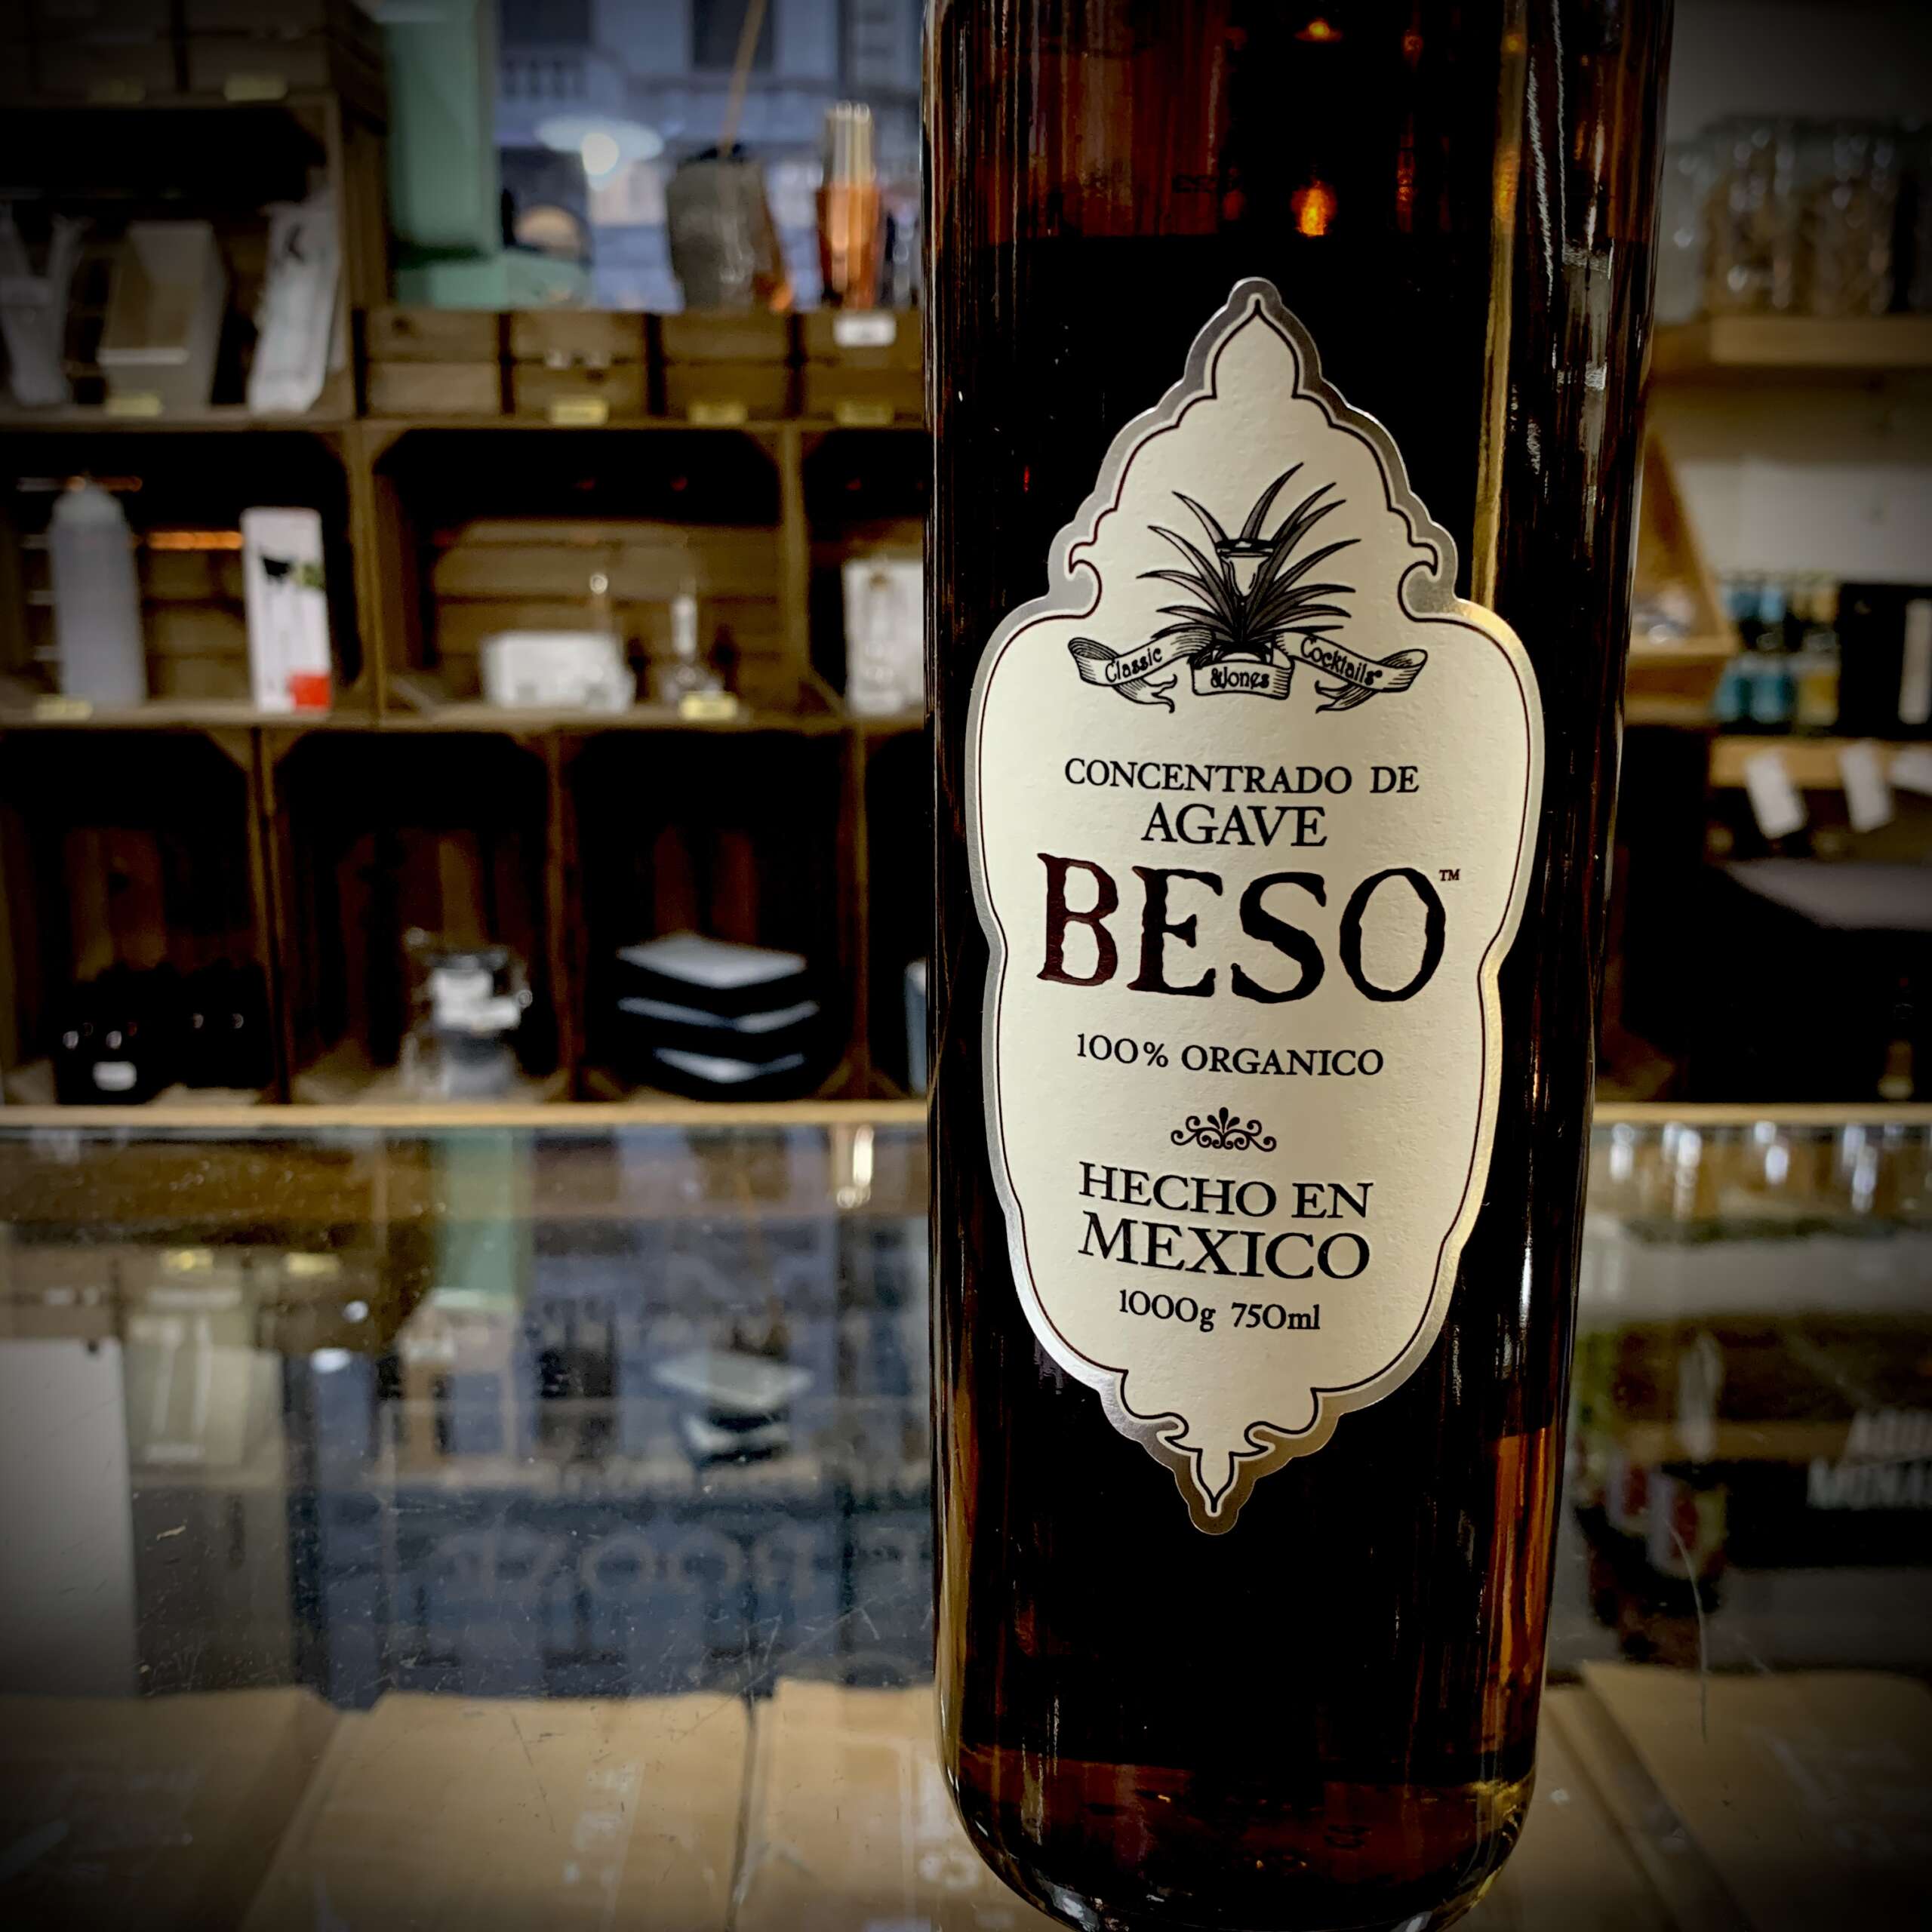 Classic &Jones Cocktails®
CONCENTRADO DE
AGAVE
BESO™
100% ORGANICO
HECHO EN
MEXICO
1000g 750ml